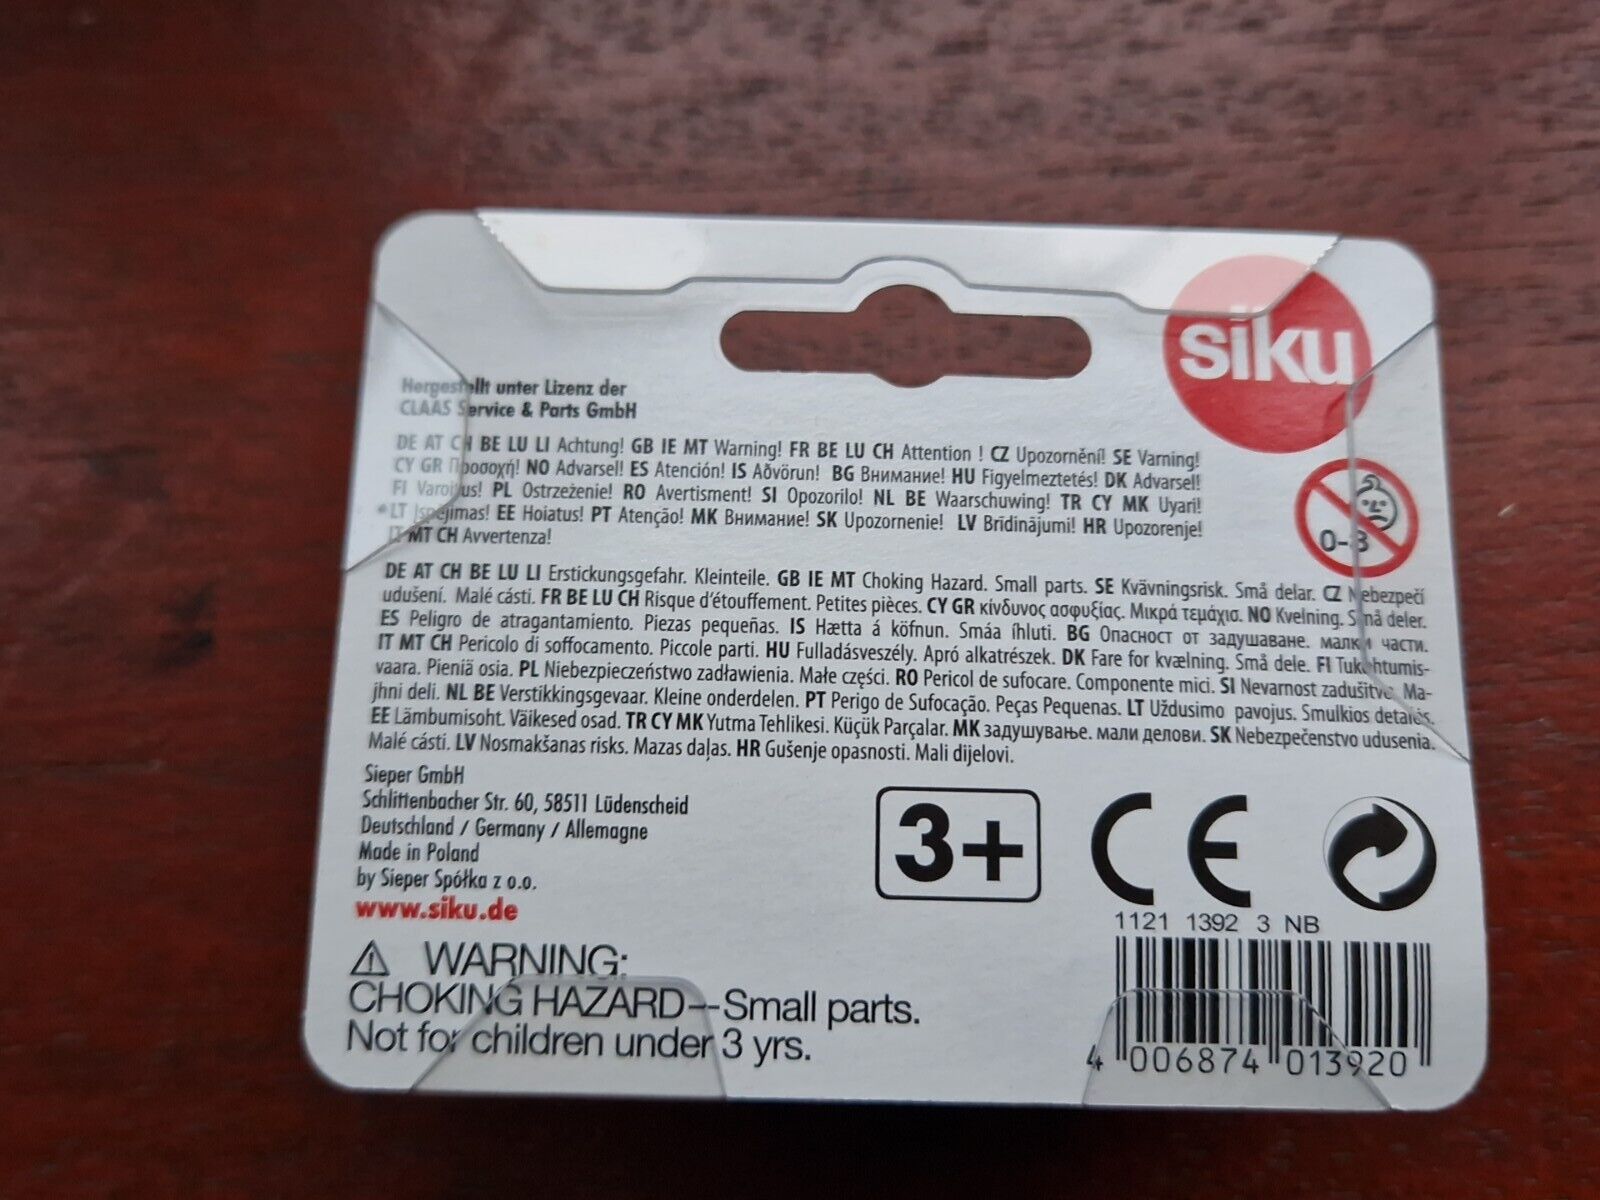 siku
Hergestellt unter Lizenz der
CLAAS Service & Parts GmbH
DE AT CH BE LU LI Achtung! GB IE MT Warning! FR BE LU CH Attention ! CZ Upozornění! SE Varning!
CY GR Προσοχή! NO Advarsel! ES Atención! IS Aðvörun! BG Внимание! HU Figyelmeztetés! DK Advarsel!
FI Varoitus! PL Ostrzeżenie! RO Avertisment! SI Opozorilo! NL BE Waarschuwing! TR CY MK Uyari!
*LT Įspėjimas! EE Hoiatus! PT Atenção! MK Внимание! SK Upozornenie! LV Brīdinājumi! HR Upozorenje!
IT MT CH Avvertenza!
0-3
DE AT CH BE LU LI Erstickungsgefahr. Kleinteile. GB IE MT Choking Hazard. Small parts. SE Kvävningsrisk. Små delar. CZ Nebezpečí
udušení. Malé cásti. FR BE LU CH Risque d'étouffement. Petites pièces. CY GR κίνδυνος ασφυξίας. Μικρά τεμάχισ. NO Kvelning. Små deler.
ES Peligro de atragantamiento. Piezas pequeñas. IS Hætta á köfnun. Smáa íhluti. BG Опасност от задушаване. малки части.
IT MT CH Pericolo di soffocamento. Piccole parti. HU Fulladásveszély. Apró alkatrészek. DK Fare for kvælning. Små dele. FI Tukehtumis-
vaara. Pieniä osia. PL Niebezpieczeństwo zadławienia. Małe części. RO Pericol de sufocare. Componente mici. SI Nevarnost zadušitve. Ma-
jhni deli. NL BE Verstikkingsgevaar. Kleine onderdelen. PT Perigo de Sufocação. Peças Pequenas. LT Uždusimo pavojus. Smulkios detalės.
EE Lämbumisoht. Väikesed osad. TR CY MK Yutma Tehlikesi. Küçük Parçalar. MK задушување. мали делови. SK Nebezpečenstvo udusenia.
Malé cásti. LV Nosmakšanas risks. Mazas daļas. HR Gušenje opasnosti. Mali dijelovi.
Sieper GmbH
Schlittenbacher Str. 60, 58511 Lüdenscheid
Deutschland / Germany / Allemagne
Made in Poland
by Sieper Spółka z o.o.
www.siku.de
3+
CE
1121 1392 3 NB
⚠ WARNING:
CHOKING HAZARD--Small parts.
Not for children under 3 yrs.
4 006874 013920